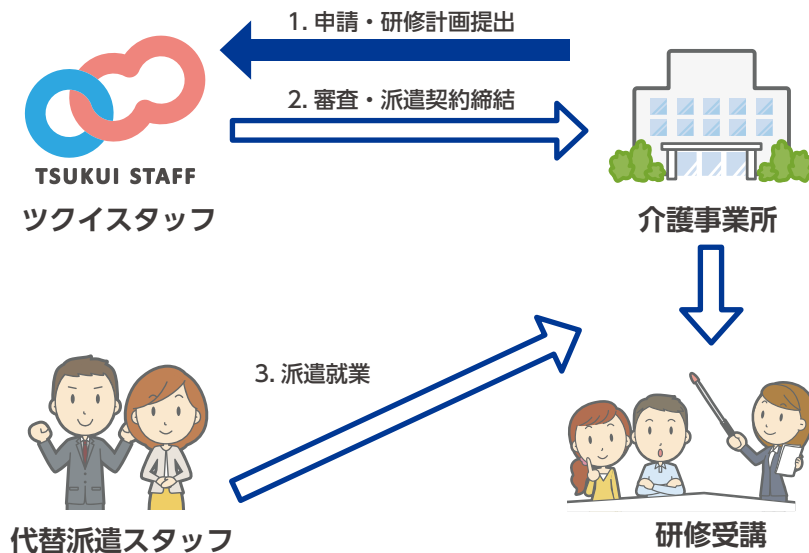 1. 申請・研修計画提出
2. 審査・派遣契約締結
TSUKUI STAFF
ツクイスタッフ
介護事業所
3. 派遣就業
代替派遣スタッフ
研修受講